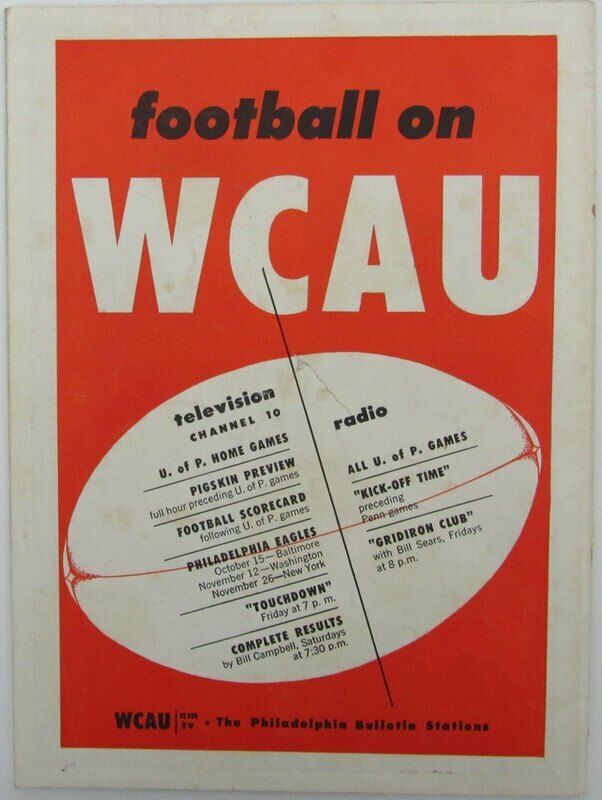 football on
WCAU
television
CHANNEL 10
U. of P. HOME GAMES
PIGSKIN PREVIEW
full hour preceding U. of P. games
FOOTBALL SCORECARD
following U. of P. games
PHILADELPHIA EAGLES
October 15—Baltimore
November 12—Washington
November 26—New York
"TOUCHDOWN"
Friday at 7 p. m.
COMPLETE RESULTS
by Bill Campbell, Saturdays
at 7:30 p.m.
radio
ALL U. of P. GAMES
"KICK-OFF TIME"
preceding
Penn games
"GRIDIRON CLUB"
with Bill Sears, Fridays
at 8 p.m.
WCAU am tv • The Philadelphia Bulletin Stations